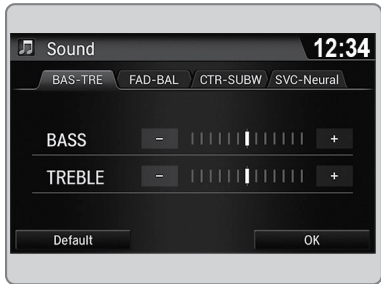 Sound 12:34
BAS-TRE FAD-BAL CTR-SUBW SVC-Neural
BASS - +
TREBLE - +
Default OK